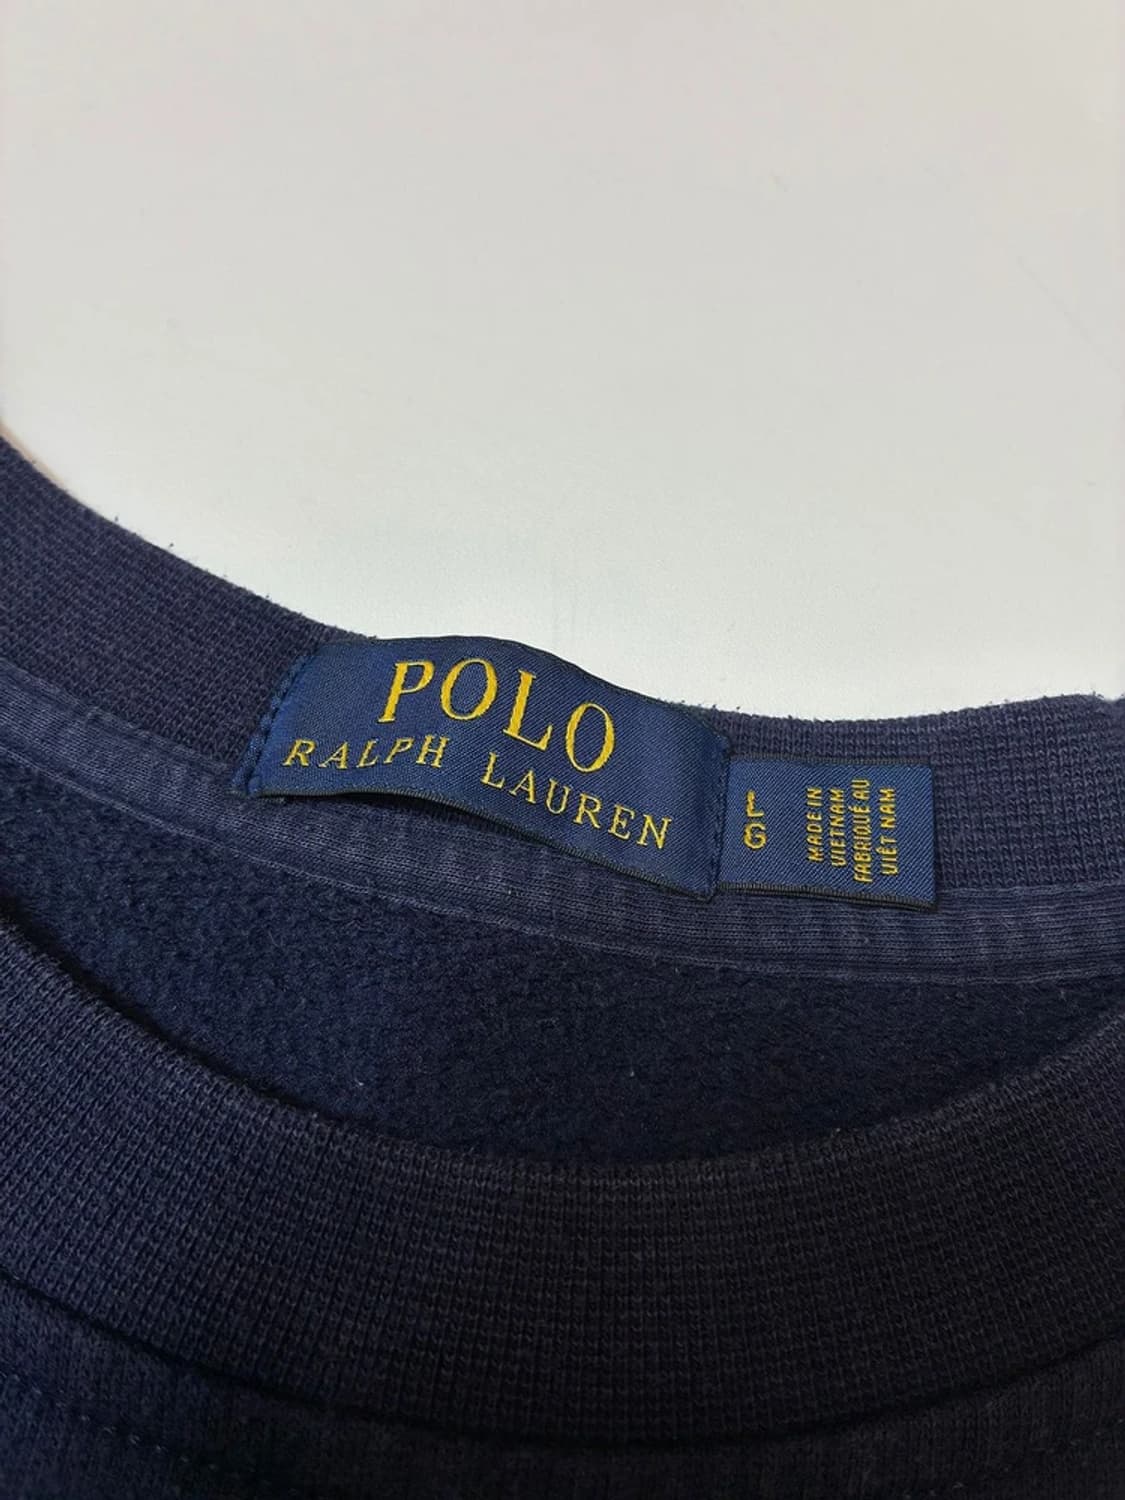 POLO
RALPH LAUREN
L
G
MADE IN
VIETNAM
FABRIQUÉ AU
VIÊT NAM